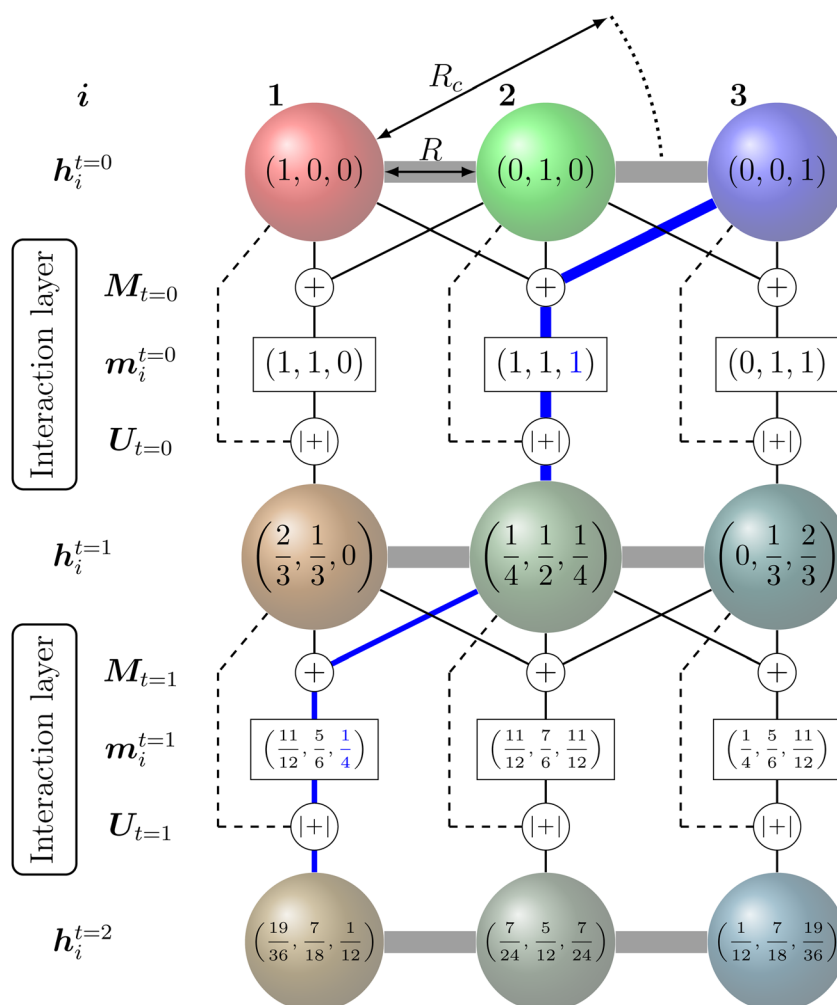 R_c
i 1 2 3
h_i^{t=0} (1, 0, 0) R (0, 1, 0) (0, 0, 1)
Interaction layer
M_{t=0} + + +
m_i^{t=0} (1, 1, 0) (1, 1, 1) (0, 1, 1)
U_{t=0} |+| |+| |+|
h_i^{t=1} (2/3, 1/3, 0) (1/4, 1/2, 1/4) (0, 1/3, 2/3)
Interaction layer
M_{t=1} + + +
m_i^{t=1} (11/12, 5/6, 1/4) (11/12, 7/6, 11/12) (1/4, 5/6, 11/12)
U_{t=1} |+| |+| |+|
h_i^{t=2} (19/36, 7/18, 1/12) (7/24, 5/12, 7/24) (1/12, 7/18, 19/36)